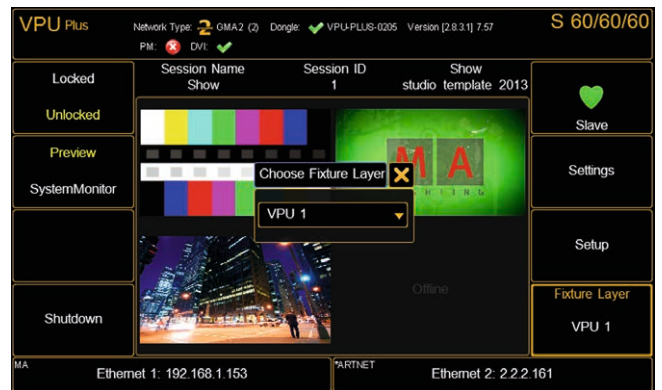 VPU Plus
Network Type: 2 GMA2 (2) Dongle: VPU-PLUS-0205 Version [2.8.3.1] 7.57
PM: DVI:
S 60/60/60
Locked
Unlocked
Session Name
Show
Session ID
1
Show
studio template 2013
Slave
Preview
SystemMonitor
Choose Fixture Layer
VPU 1
MA
Settings
Setup
Offline
Shutdown
Fixture Layer
VPU 1
MA
Ethernet 1: 192.168.1.153
*ARTNET
Ethernet 2: 2.2.2.161